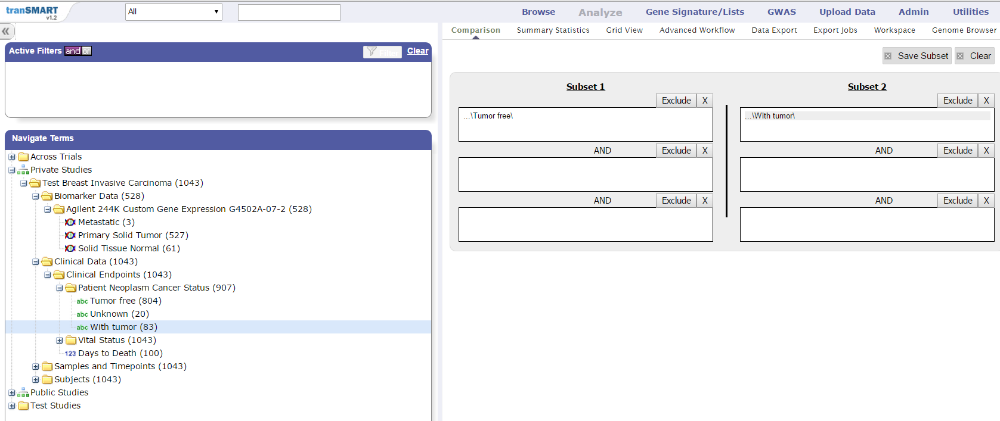 tranSMART
v1.2
All
Browse Analyze Gene Signature/Lists GWAS Upload Data Admin Utilities
Comparison Summary Statistics Grid View Advanced Workflow Data Export Export Jobs Workspace Genome Browser
Active Filters and or Filter Clear
Save Subset Clear
Subset 1 Subset 2
Exclude X Exclude X
...\Tumor free\ ...\With tumor\
AND Exclude X AND Exclude X
AND Exclude X AND Exclude X
Navigate Terms
Across Trials
Private Studies
Test Breast Invasive Carcinoma (1043)
Biomarker Data (528)
Agilent 244K Custom Gene Expression G4502A-07-2 (528)
Metastatic (3)
Primary Solid Tumor (527)
Solid Tissue Normal (61)
Clinical Data (1043)
Clinical Endpoints (1043)
Patient Neoplasm Cancer Status (907)
abc Tumor free (804)
abc Unknown (20)
abc With tumor (83)
Vital Status (1043)
123 Days to Death (100)
Samples and Timepoints (1043)
Subjects (1043)
Public Studies
Test Studies